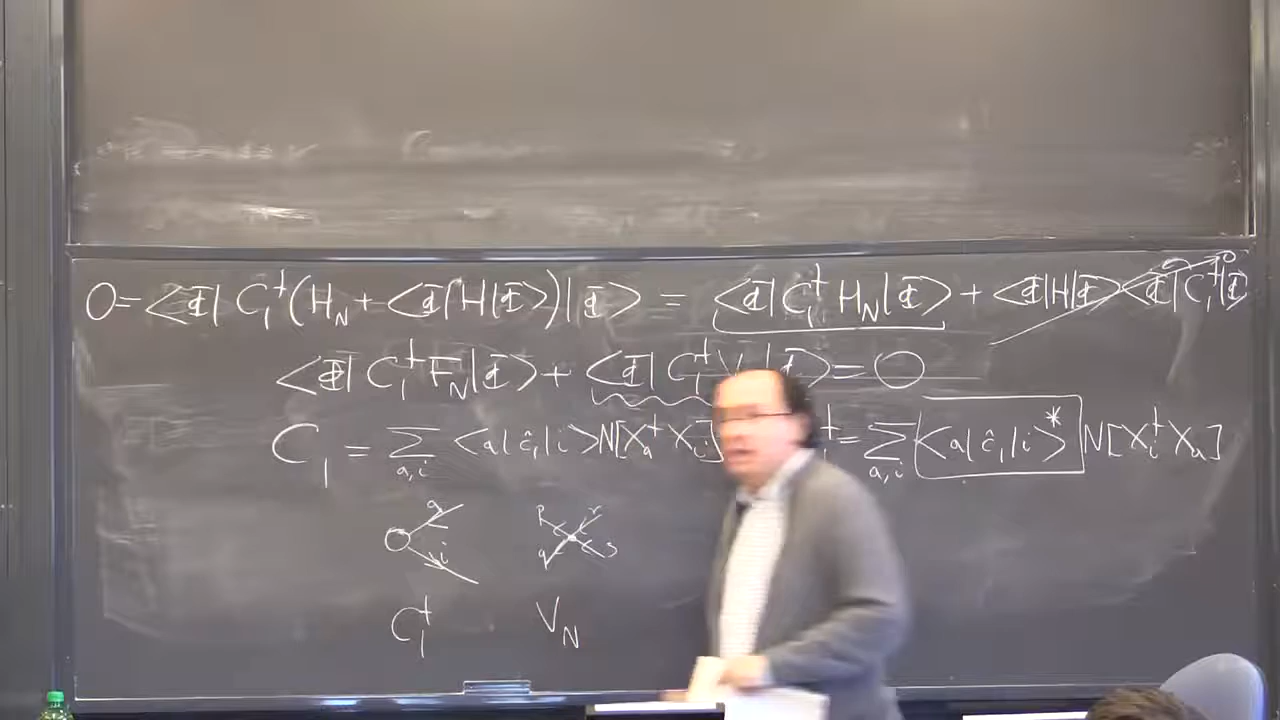 0=<Φ|C₁†(H_N+<Φ|H|Φ>)|Φ> = <Φ|C₁†H_N|Φ> + <Φ|H|Φ><Φ|C₁†|Φ> 0
<Φ|C₁†F_N|Φ> + <Φ|C₁†V |Φ> = 0
C₁ = Σ_{a,i} <a|ĉ₁|i>N[X_a†X_i] † = Σ_{a,i} <a|ĉ₁|i>* N[X_i†X_a]
a i
p r q s
C₁† V_N